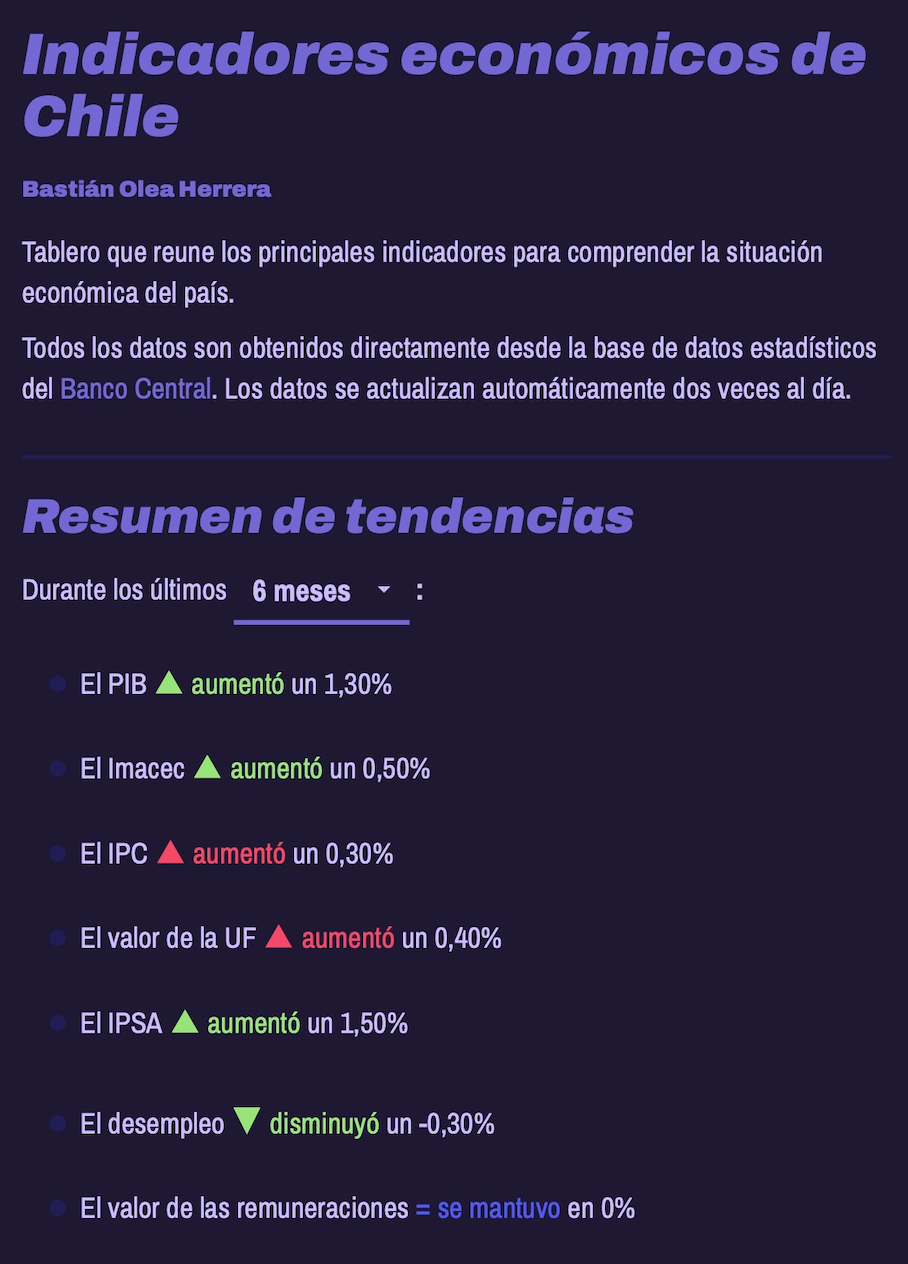 Indicadores económicos de
Chile
Bastián Olea Herrera
Tablero que reune los principales indicadores para comprender la situación
económica del país.
Todos los datos son obtenidos directamente desde la base de datos estadísticos
del Banco Central. Los datos se actualizan automáticamente dos veces al día.
Resumen de tendencias
Durante los últimos 6 meses :
El PIB ▲ aumentó un 1,30%
El Imacec ▲ aumentó un 0,50%
El IPC ▲ aumentó un 0,30%
El valor de la UF ▲ aumentó un 0,40%
El IPSA ▲ aumentó un 1,50%
El desempleo ▼ disminuyó un -0,30%
El valor de las remuneraciones = se mantuvo en 0%